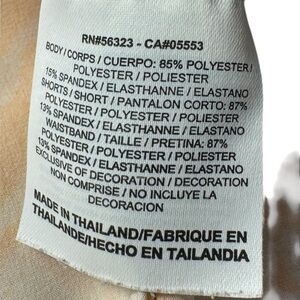 RN#56323 - CA#05553
BODY / CORPS / CUERPO: 85% POLYESTER /
POLYESTER / POLIESTER
15% SPANDEX / ELASTHANNE / ELASTANO
SHORTS / SHORT / PANTALON CORTO: 87%
POLYESTER / POLYESTER / POLIESTER
13% SPANDEX / ELASTHANNE / ELASTANO
WAISTBAND / TAILLE / PRETINA: 87%
POLYESTER / POLYESTER / POLIESTER
13% SPANDEX / ELASTHANNE / ELASTANO
EXCLUSIVE OF DECORATION / DECORATION
NON COMPRISE / NO INCLUYE LA
DECORACION
MADE IN THAILAND/FABRIQUE EN
THAILANDE/HECHO EN TAILANDIA